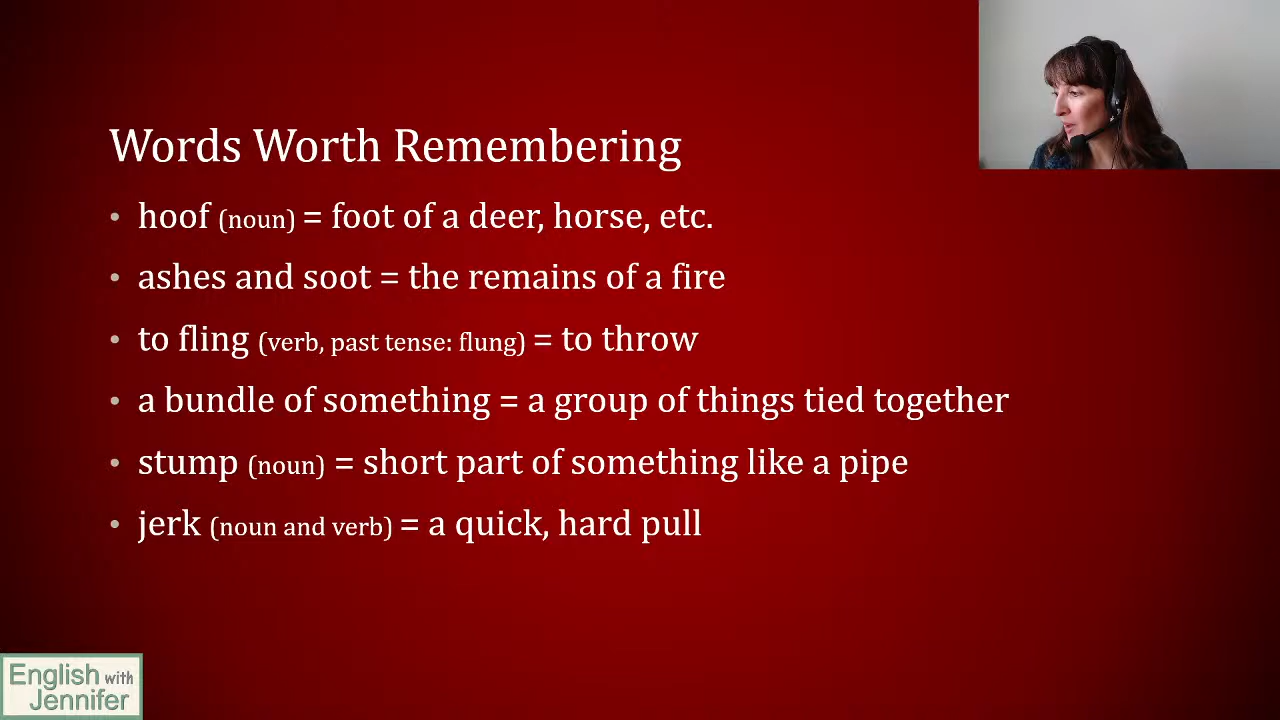 Words Worth Remembering
• hoof (noun) = foot of a deer, horse, etc.
• ashes and soot = the remains of a fire
• to fling (verb, past tense: flung) = to throw
• a bundle of something = a group of things tied together
• stump (noun) = short part of something like a pipe
• jerk (noun and verb) = a quick, hard pull
English with
Jennifer